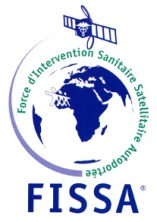 Force d'Intervention Sanitaire Satellitaire Autoportée
FISSA®